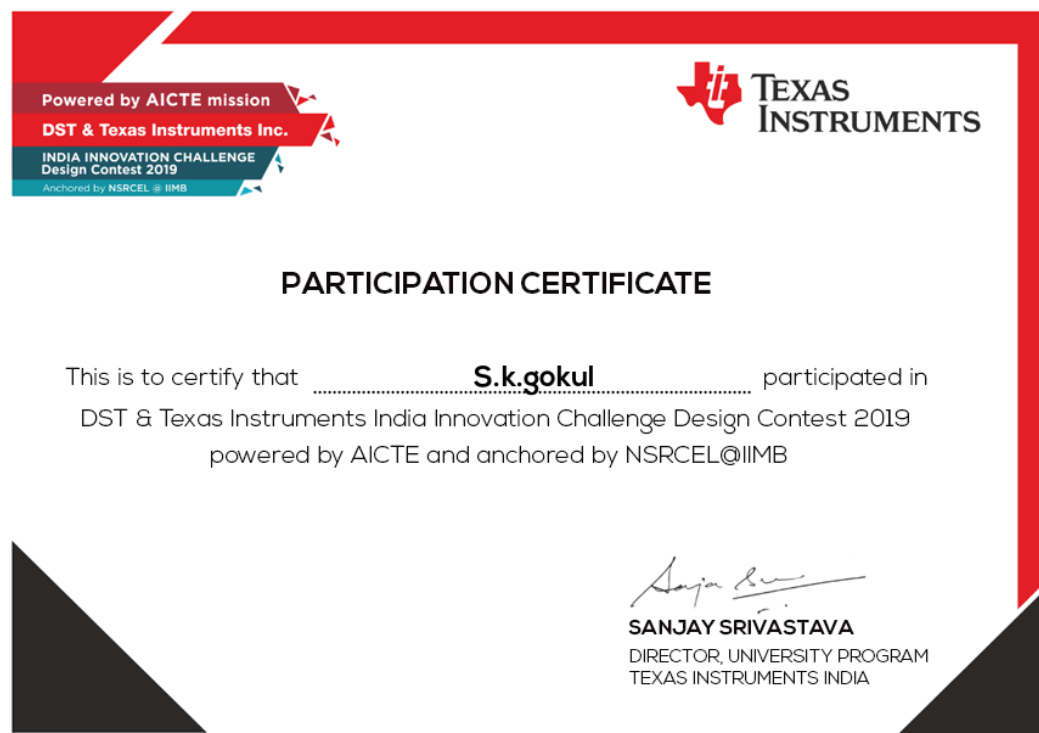 Powered by AICTE mission
DST & Texas Instruments Inc.
INDIA INNOVATION CHALLENGE
Design Contest 2019
Anchored by NSRCEL @ IIMB
TEXAS
INSTRUMENTS
PARTICIPATION CERTIFICATE
This is to certify that S.k.gokul participated in
DST & Texas Instruments India Innovation Challenge Design Contest 2019
powered by AICTE and anchored by NSRCEL@IIMB
SANJAY SRIVASTAVA
DIRECTOR, UNIVERSITY PROGRAM
TEXAS INSTRUMENTS INDIA